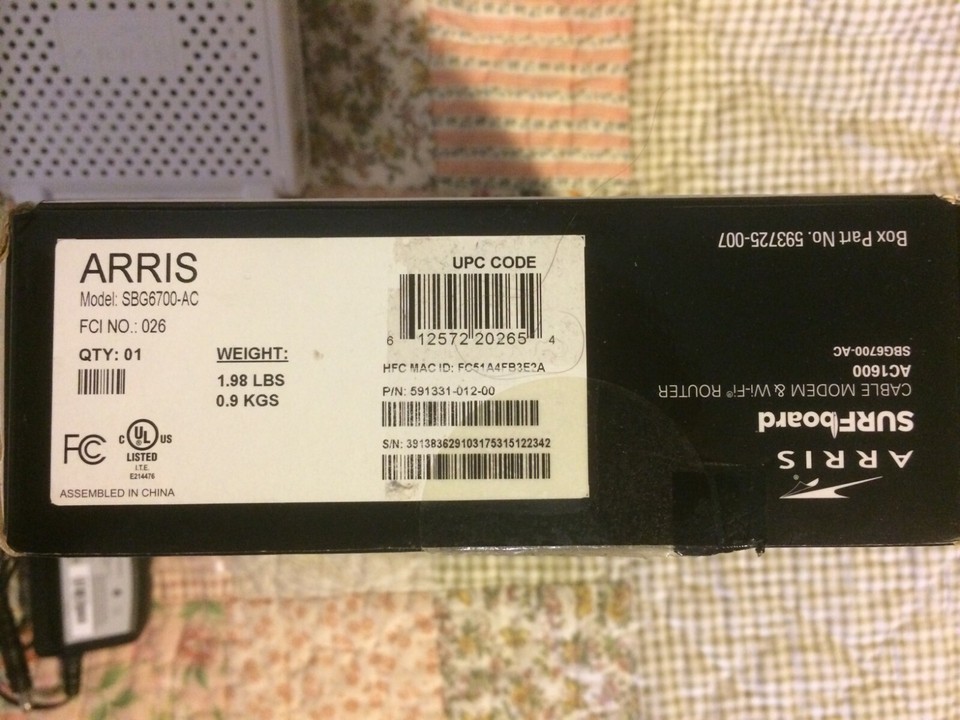 ARRIS
Model: SBG6700-AC
FCI NO.: 026
QTY: 01
WEIGHT:
1.98 LBS
0.9 KGS
FCC
C UL US
LISTED
I.T.E.
E214476
ASSEMBLED IN CHINA
UPC CODE
6 12572 20265 4
HFC MAC ID: FC51A4FB3E2A
P/N: 591331-012-00
S/N: 391383629103175315122342
ARRIS
SURFboard
CABLE MODEM & Wi-Fi® ROUTER
AC1600
SBG6700-AC
Box Part No. 593725-007